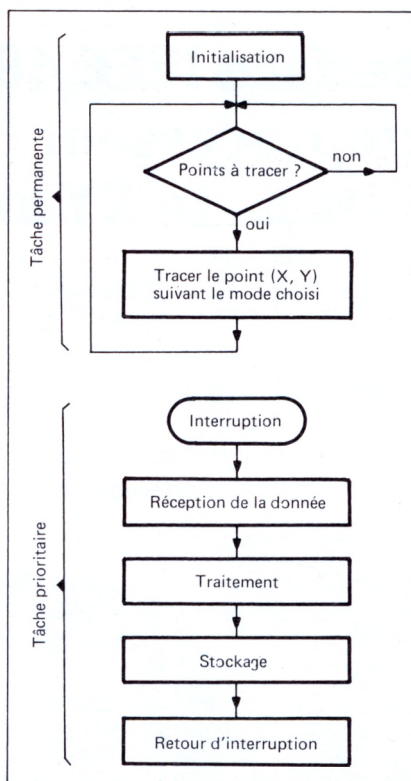 Initialisation
Points à tracer ?
non
oui
Tracer le point (X, Y)
suivant le mode choisi
Tâche permanente
Interruption
Réception de la donnée
Traitement
Stockage
Retour d'interruption
Tâche prioritaire